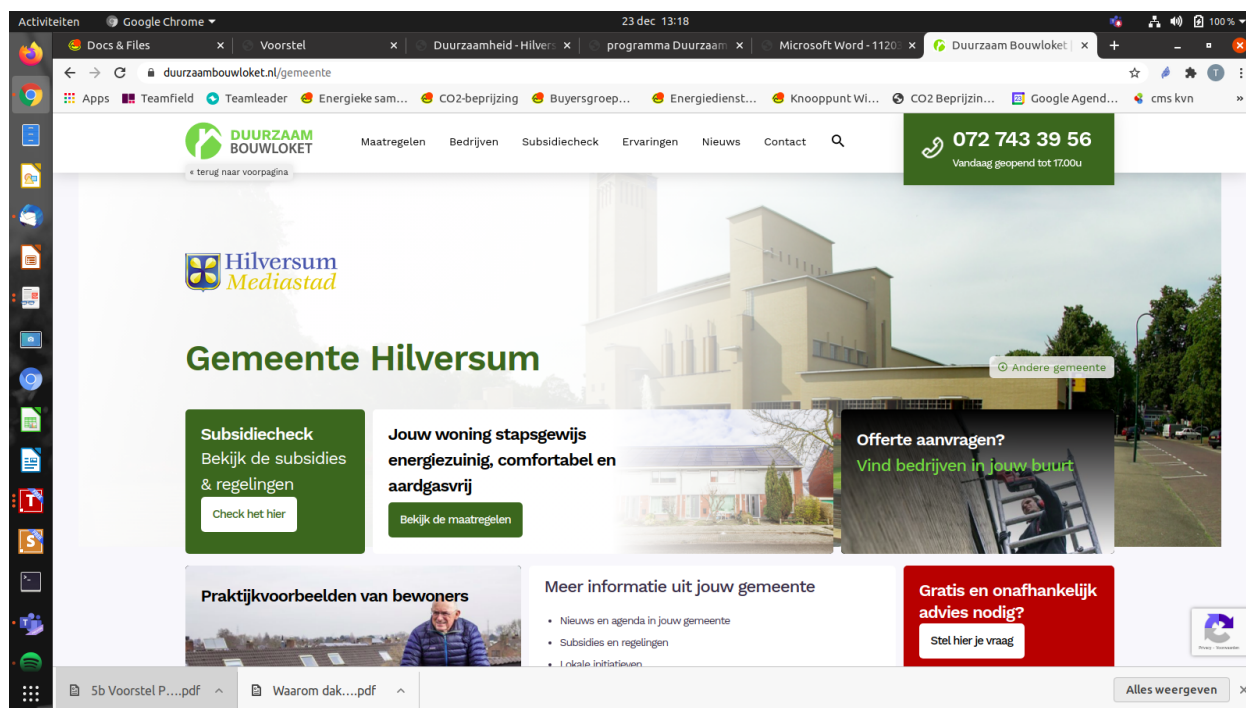 Activiteiten
Google Chrome
23 dec 13:18
100 %
Docs & Files
Voorstel
Duurzaamheid - Hilvers
programma Duurzaam
Microsoft Word - 1120
Duurzaam Bouwloket |
duurzaambouwloket.nl/gemeente
T
Apps
Teamfield
Teamleader
Energieke sam...
CO2-beprijzing
Buyersgroep...
Energiedienst...
Knooppunt Wi...
CO2 Beprijzin...
Google Agend...
cms kvn
»
DUURZAAM
BOUWLOKET
Maatregelen
Bedrijven
Subsidiecheck
Ervaringen
Nieuws
Contact
072 743 39 56
Vandaag geopend tot 17.00u
« terug naar voorpagina
Hilversum
Mediastad
Gemeente Hilversum
Andere gemeente
Subsidiecheck
Bekijk de subsidies
& regelingen
Check het hier
Jouw woning stapsgewijs
energiezuinig, comfortabel en
aardgasvrij
Bekijk de maatregelen
Offerte aanvragen?
Vind bedrijven in jouw buurt
Praktijkvoorbeelden van bewoners
Meer informatie uit jouw gemeente
• Nieuws en agenda in jouw gemeente
• Subsidies en regelingen
• Lokale initiatieven
Gratis en onafhankelijk
advies nodig?
Stel hier je vraag
Privacy - Voorwaarden
5b Voorstel P....pdf
Waarom dak....pdf
Alles weergeven